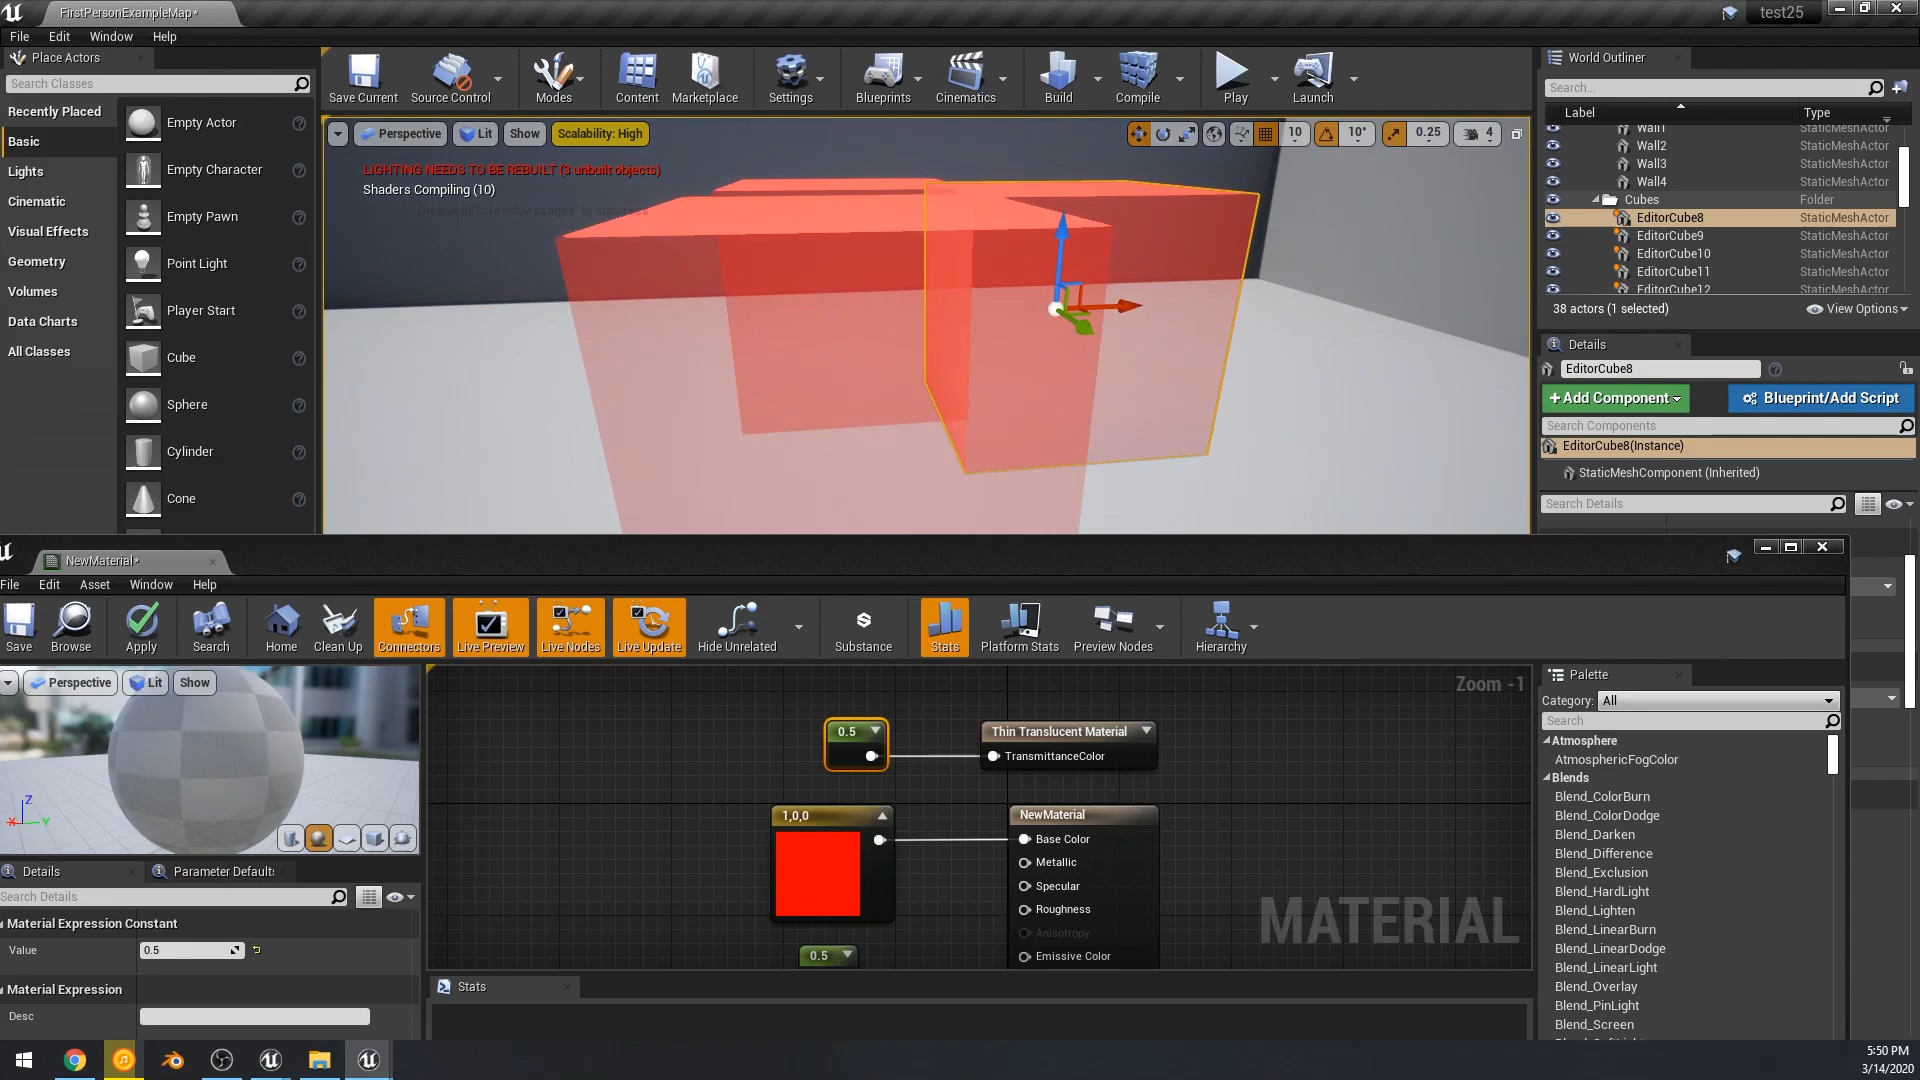 FirstPersonExampleMap*
test25
File Edit Window Help
Place Actors
Search Classes
Recently Placed
Basic
Lights
Cinematic
Visual Effects
Geometry
Volumes
Data Charts
All Classes
Empty Actor
Empty Character
Empty Pawn
Point Light
Player Start
Cube
Sphere
Cylinder
Cone
Save Current
Source Control
Modes
Content
Marketplace
Settings
Blueprints
Cinematics
Build
Compile
Play
Launch
Perspective Lit Show Scalability: High
10 10° 0.25 4
LIGHTING NEEDS TO BE REBUILT (3 unbuilt objects)
Shaders Compiling (10)
'DisableAllScreenMessages' to suppress
World Outliner
Search...
Label Type
Wall1 StaticMeshActor
Wall2 StaticMeshActor
Wall3 StaticMeshActor
Wall4 StaticMeshActor
Cubes Folder
EditorCube8 StaticMeshActor
EditorCube9 StaticMeshActor
EditorCube10 StaticMeshActor
EditorCube11 StaticMeshActor
EditorCube12 StaticMeshActor
38 actors (1 selected)
View Options
Details
EditorCube8
+Add Component
Blueprint/Add Script
Search Components
EditorCube8(Instance)
StaticMeshComponent (Inherited)
Search Details
NewMaterial*
File Edit Asset Window Help
Save
Browse
Apply
Search
Home
Clean Up
Connectors
Live Preview
Live Nodes
Live Update
Hide Unrelated
Substance
Stats
Platform Stats
Preview Nodes
Hierarchy
Perspective Lit Show
Z
X
Y
Details
Parameter Defaults
Search Details
Material Expression Constant
Value 0.5
Material Expression
Desc
Zoom -1
0.5
Thin Translucent Material
TransmittanceColor
1,0,0
NewMaterial
Base Color
Metallic
Specular
Roughness
Anisotropy
Emissive Color
0.5
MATERIAL
Stats
Palette
Category: All
Search
Atmosphere
AtmosphericFogColor
Blends
Blend_ColorBurn
Blend_ColorDodge
Blend_Darken
Blend_Difference
Blend_Exclusion
Blend_HardLight
Blend_Lighten
Blend_LinearBurn
Blend_LinearDodge
Blend_LinearLight
Blend_Overlay
Blend_PinLight
Blend_Screen
5:50 PM
3/14/2020